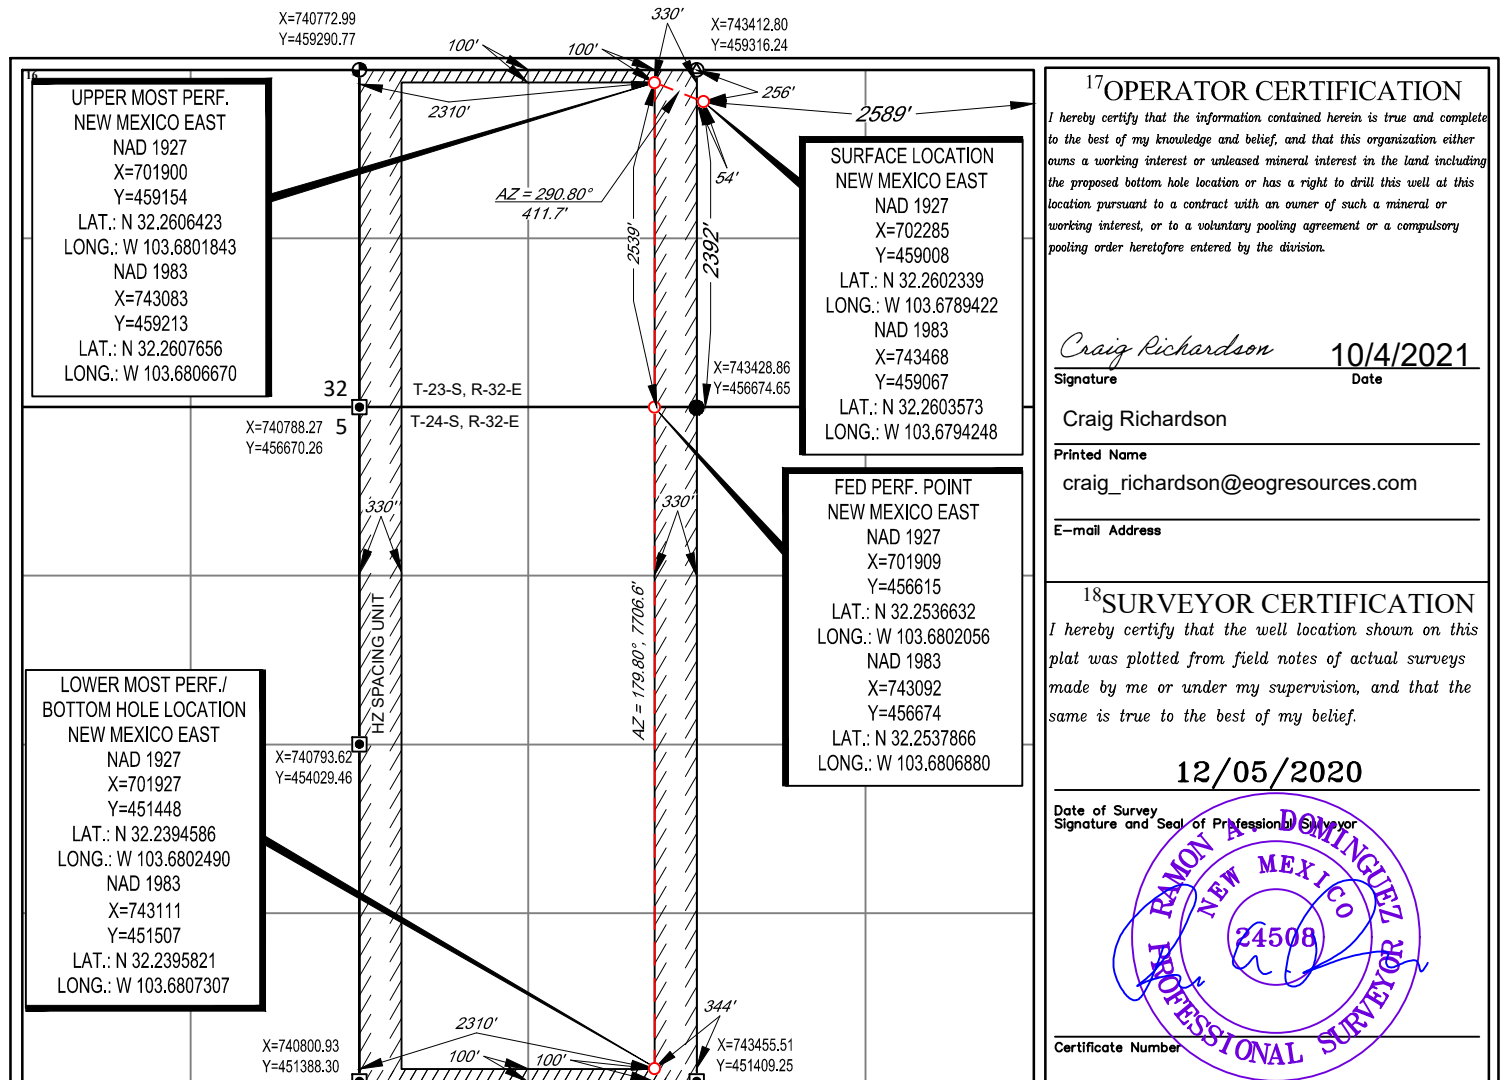 X=740772.99
Y=459290.77
330'
X=743412.80
Y=459316.24
100'
100'
16
UPPER MOST PERF.
NEW MEXICO EAST
NAD 1927
X=701900
Y=459154
LAT.: N 32.2606423
LONG.: W 103.6801843
NAD 1983
X=743083
Y=459213
LAT.: N 32.2607656
LONG.: W 103.6806670
2310'
256'
2589'
54'
AZ = 290.80°
411.7'
2539'
2392'
SURFACE LOCATION
NEW MEXICO EAST
NAD 1927
X=702285
Y=459008
LAT.: N 32.2602339
LONG.: W 103.6789422
NAD 1983
X=743468
Y=459067
LAT.: N 32.2603573
LONG.: W 103.6794248
X=743428.86
Y=456674.65
32
T-23-S, R-32-E
5
T-24-S, R-32-E
X=740788.27
Y=456670.26
330'
330'
FED PERF. POINT
NEW MEXICO EAST
NAD 1927
X=701909
Y=456615
LAT.: N 32.2536632
LONG.: W 103.6802056
NAD 1983
X=743092
Y=456674
LAT.: N 32.2537866
LONG.: W 103.6806880
HZ SPACING UNIT
AZ = 179.80°, 7706.6'
LOWER MOST PERF./
BOTTOM HOLE LOCATION
NEW MEXICO EAST
NAD 1927
X=701927
Y=451448
LAT.: N 32.2394586
LONG.: W 103.6802490
NAD 1983
X=743111
Y=451507
LAT.: N 32.2395821
LONG.: W 103.6807307
X=740793.62
Y=454029.46
344'
2310'
100'
100'
X=740800.93
Y=451388.30
X=743455.51
Y=451409.25
17OPERATOR CERTIFICATION
I hereby certify that the information contained herein is true and complete
to the best of my knowledge and belief, and that this organization either
owns a working interest or unleased mineral interest in the land including
the proposed bottom hole location or has a right to drill this well at this
location pursuant to a contract with an owner of such a mineral or
working interest, or to a voluntary pooling agreement or a compulsory
pooling order heretofore entered by the division.
Craig Richardson 10/4/2021
Signature Date
Craig Richardson
Printed Name
craig_richardson@eogresources.com
E-mail Address
18SURVEYOR CERTIFICATION
I hereby certify that the well location shown on this
plat was plotted from field notes of actual surveys
made by me or under my supervision, and that the
same is true to the best of my belief.
12/05/2020
Date of Survey
Signature and Seal of Professional Surveyor
RAMON A. DOMINGUEZ
NEW MEXICO
24508
PROFESSIONAL SURVEYOR
Certificate Number